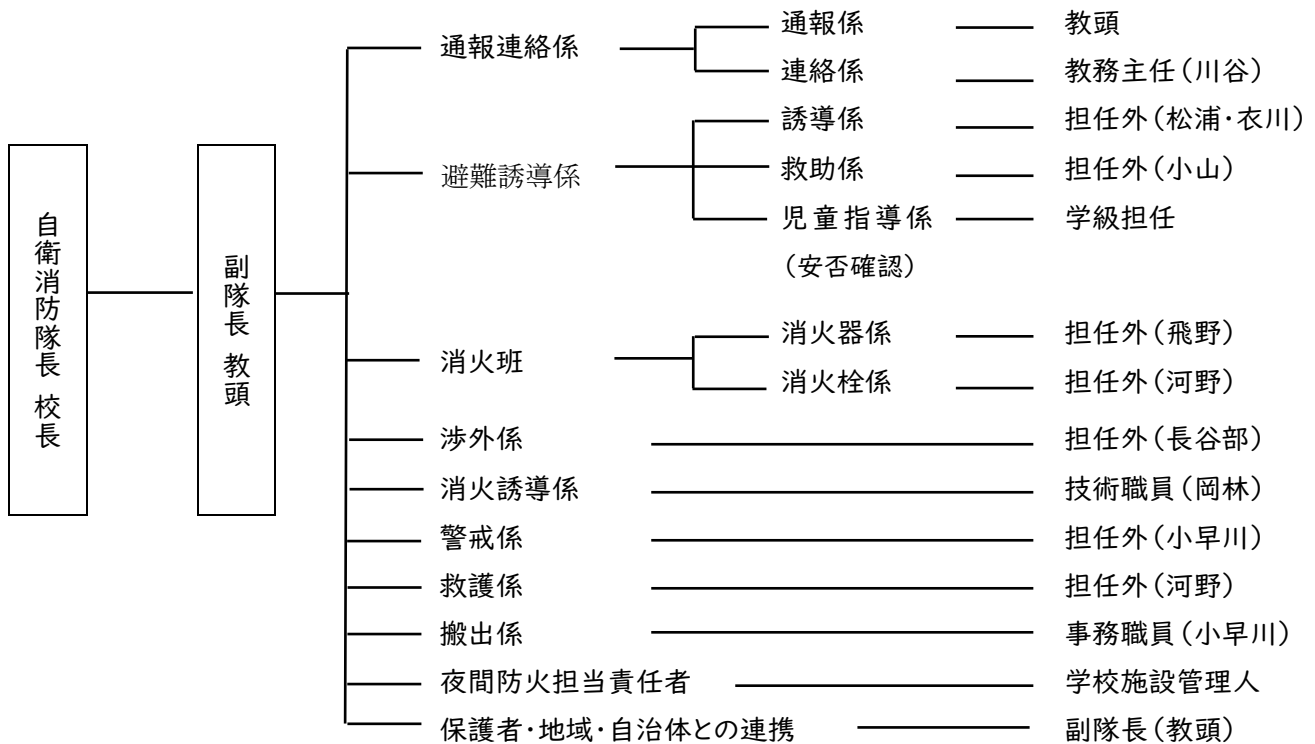 自衛消防隊長 校長
副隊長 教頭
通報連絡係
通報係 教頭
連絡係 教務主任(川谷)
避難誘導係
誘導係 担任外(松浦・衣川)
救助係 担任外(小山)
児童指導係 学級担任
(安否確認)
消火班
消火器係 担任外(飛野)
消火栓係 担任外(河野)
渉外係 担任外(長谷部)
消火誘導係 技術職員(岡林)
警戒係 担任外(小早川)
救護係 担任外(河野)
搬出係 事務職員(小早川)
夜間防火担当責任者 学校施設管理人
保護者・地域・自治体との連携 副隊長(教頭)